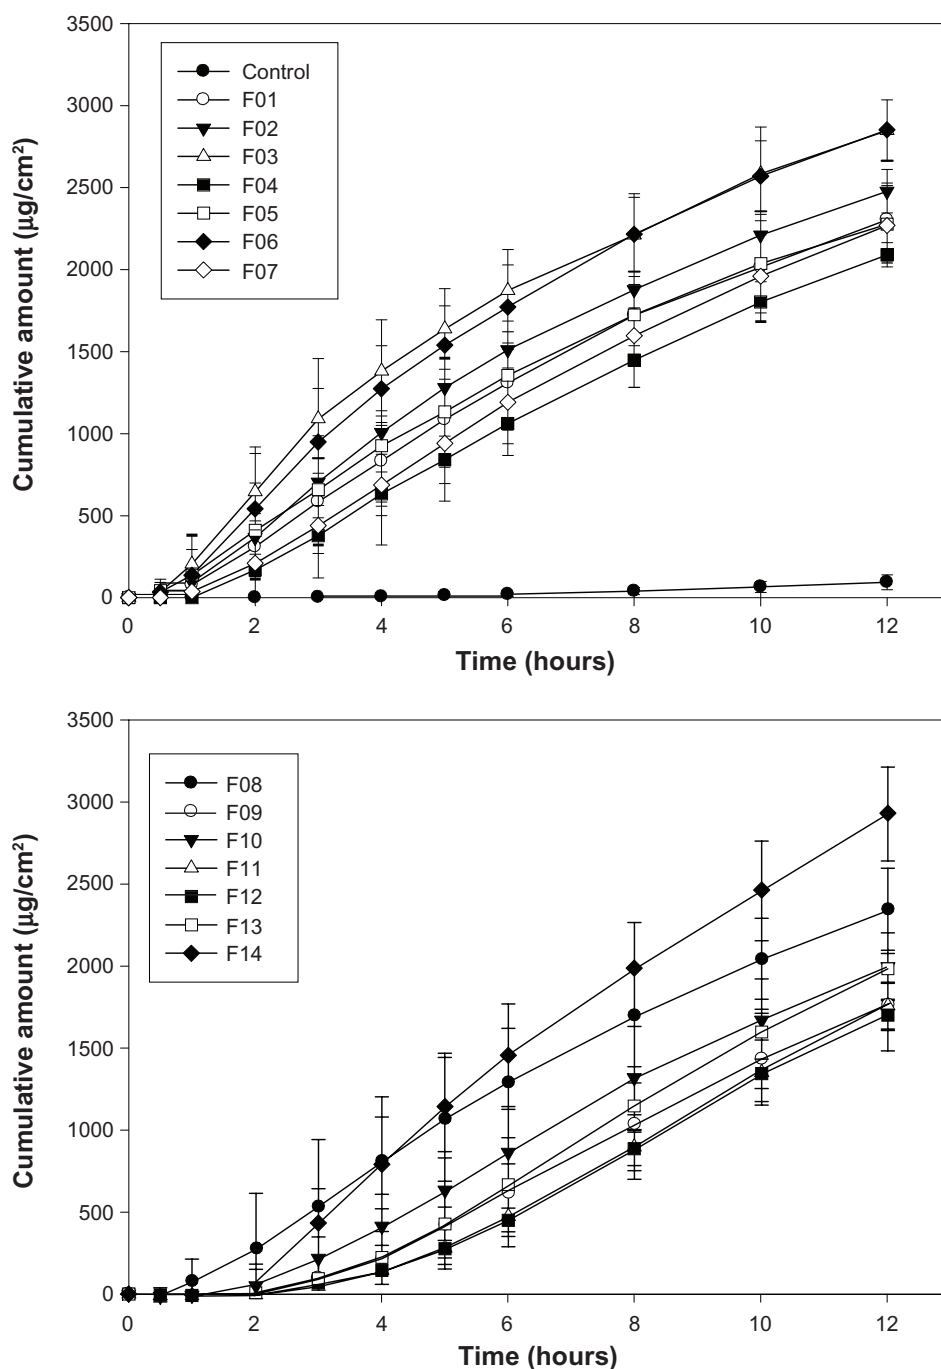 3500
3000
2500
2000
1500
1000
500
0
Cumulative amount (µg/cm²)
Control
F01
F02
F03
F04
F05
F06
F07
0 2 4 6 8 10 12
Time (hours)
3500
3000
2500
2000
1500
1000
500
0
Cumulative amount (µg/cm²)
F08
F09
F10
F11
F12
F13
F14
0 2 4 6 8 10 12
Time (hours)